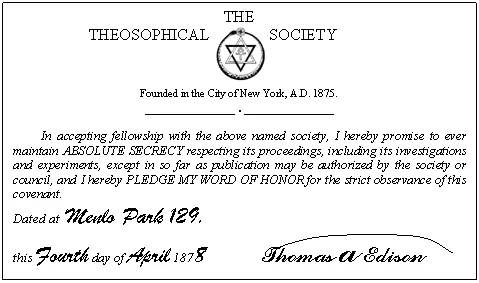 THE
THEOSOPHICAL SOCIETY
Founded in the City of New York, A.D. 1875.
In accepting fellowship with the above named society, I hereby promise to ever
maintain ABSOLUTE SECRECY respecting its proceedings, including its investigations
and experiments, except in so far as publication may be authorized by the society or
council, and I hereby PLEDGE MY WORD OF HONOR for the strict observance of this
covenant.
Dated at Menlo Park 129.
this Fourth day of April 1878 Thomas a Edison